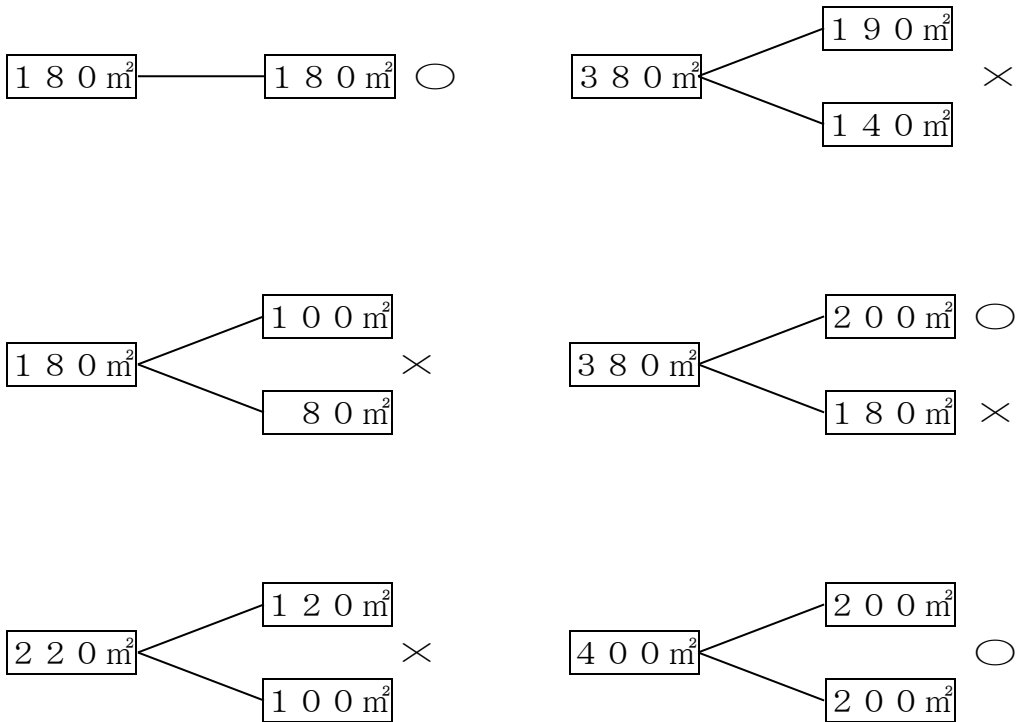 １８０㎡ １８０㎡ ○
３８０㎡ １９０㎡ １４０㎡ ×
１８０㎡ １００㎡ ８０㎡ ×
３８０㎡ ２００㎡ ○ １８０㎡ ×
２２０㎡ １２０㎡ １００㎡ ×
４００㎡ ２００㎡ ２００㎡ ○